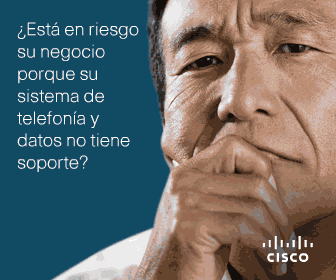 ¿Está en riesgo
su negocio
porque su
sistema de
telefonía y
datos no tiene
soporte?
CISCO